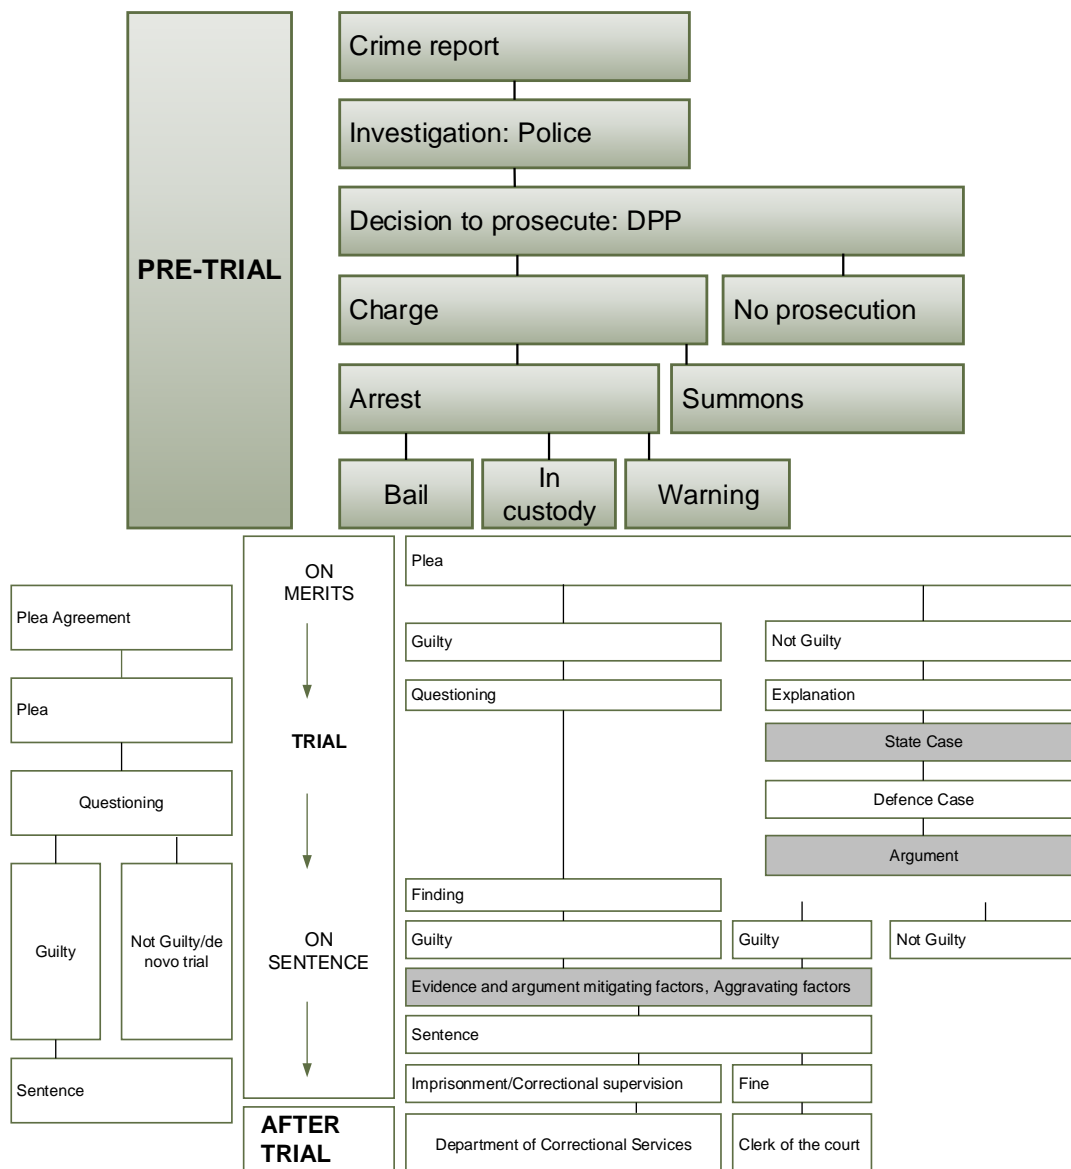 PRE-TRIAL
Crime report
Investigation: Police
Decision to prosecute: DPP
Charge
No prosecution
Arrest
Summons
Bail
In
custody
Warning
Plea Agreement
Plea
Questioning
Guilty
Not Guilty/de
novo trial
Sentence
ON
MERITS
TRIAL
ON
SENTENCE
AFTER
TRIAL
Plea
Guilty
Not Guilty
Questioning
Explanation
State Case
Defence Case
Argument
Finding
Guilty
Guilty
Not Guilty
Evidence and argument mitigating factors, Aggravating factors
Sentence
Imprisonment/Correctional supervision
Fine
Department of Correctional Services
Clerk of the court